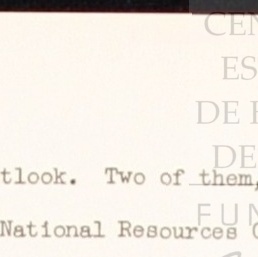 CEN
ES
DE E
DE
tlook. Two of them,
FUN
National Resources C